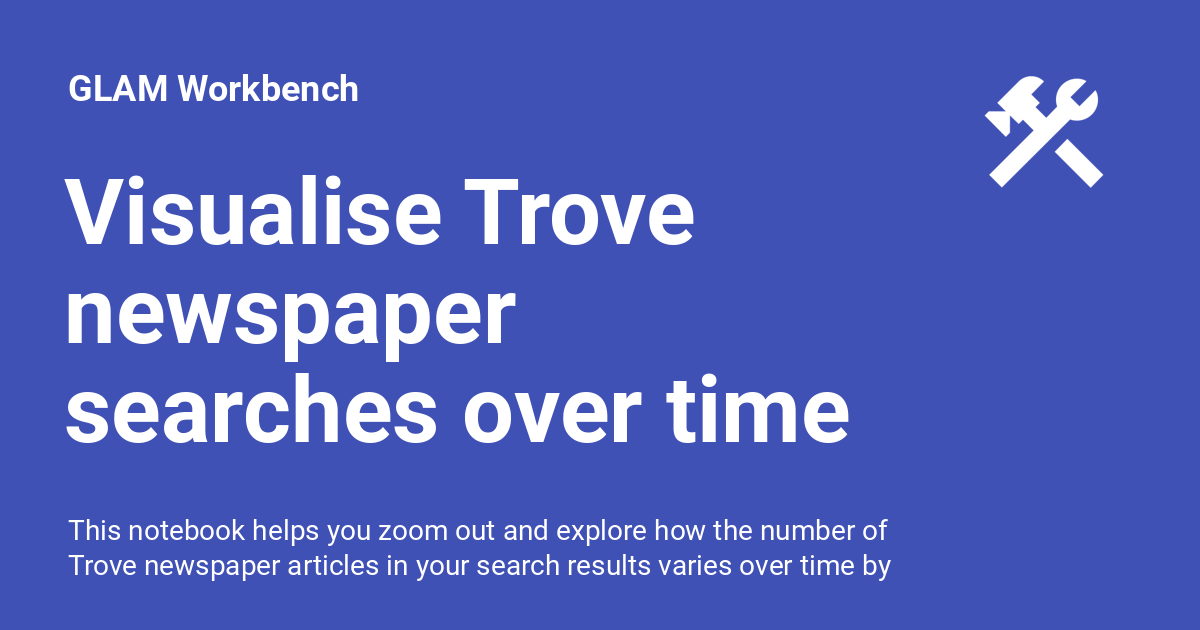 GLAM Workbench
Visualise Trove
newspaper
searches over time
This notebook helps you zoom out and explore how the number of
Trove newspaper articles in your search results varies over time by